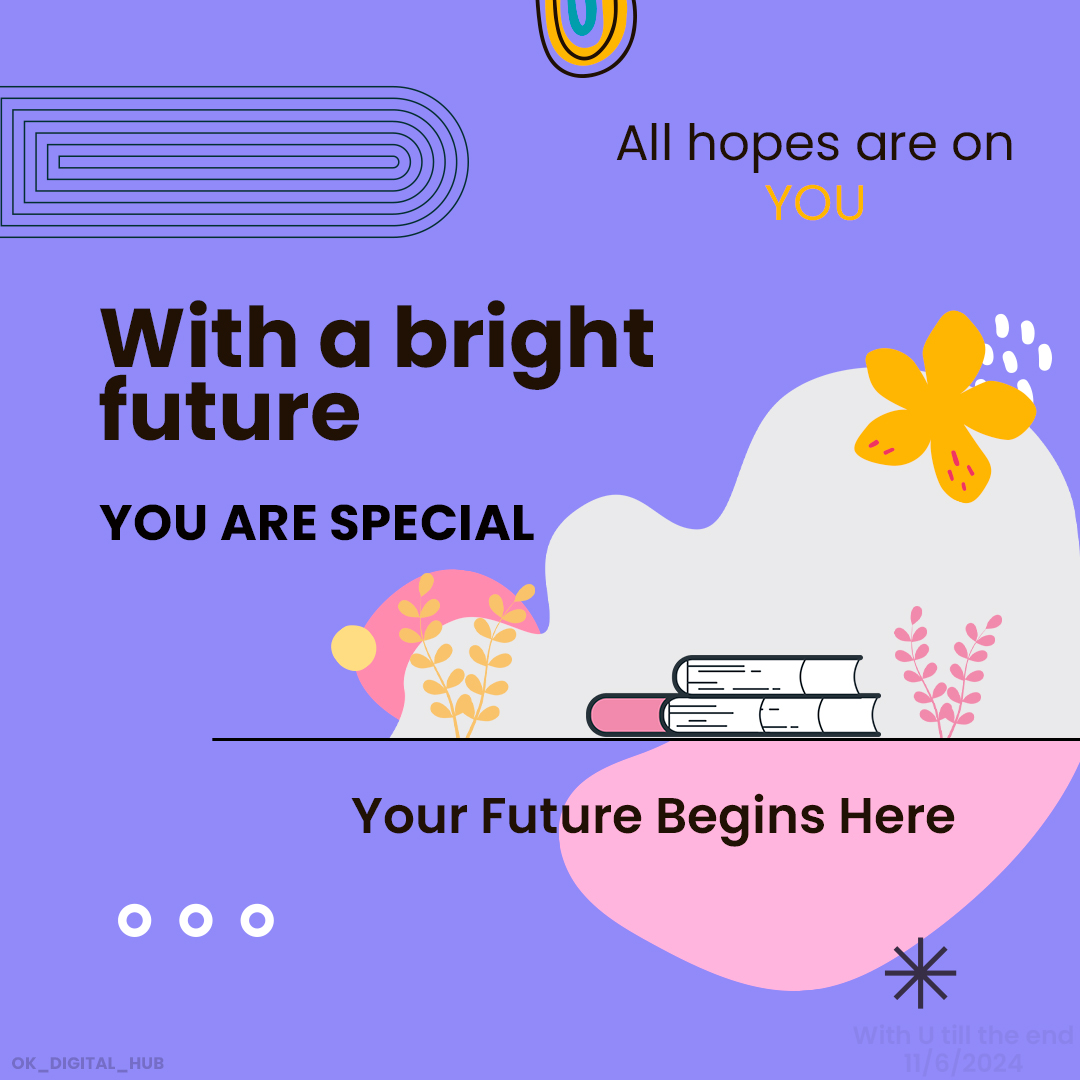 All hopes are on
YOU
With a bright
future
YOU ARE SPECIAL
Your Future Begins Here
With U till the end
11/6/2024
OK_DIGITAL_HUB